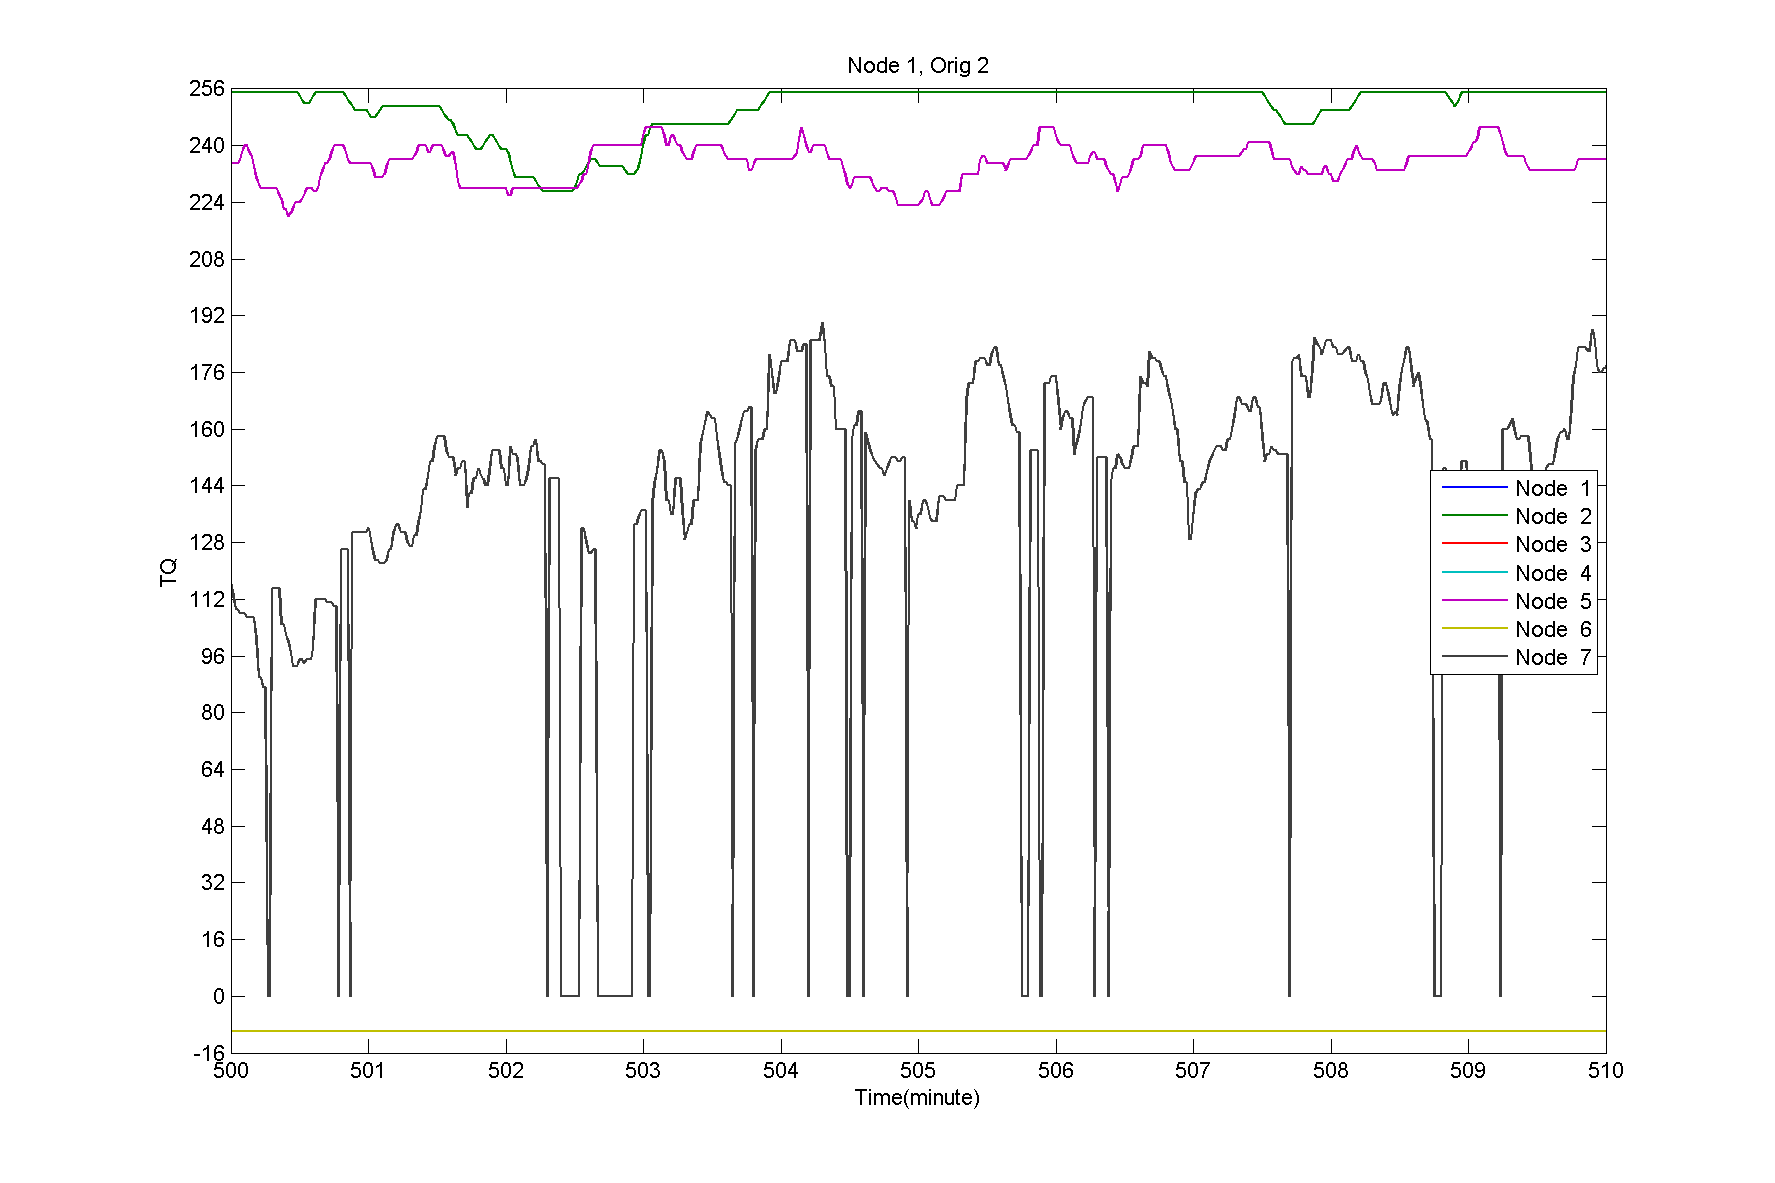 Node 1, Orig 2
256
240
224
208
192
176
160
144
128
112
96
80
64
48
32
16
0
-16
TQ
Node 1
Node 2
Node 3
Node 4
Node 5
Node 6
Node 7
500 501 502 503 504 505 506 507 508 509 510
Time(minute)